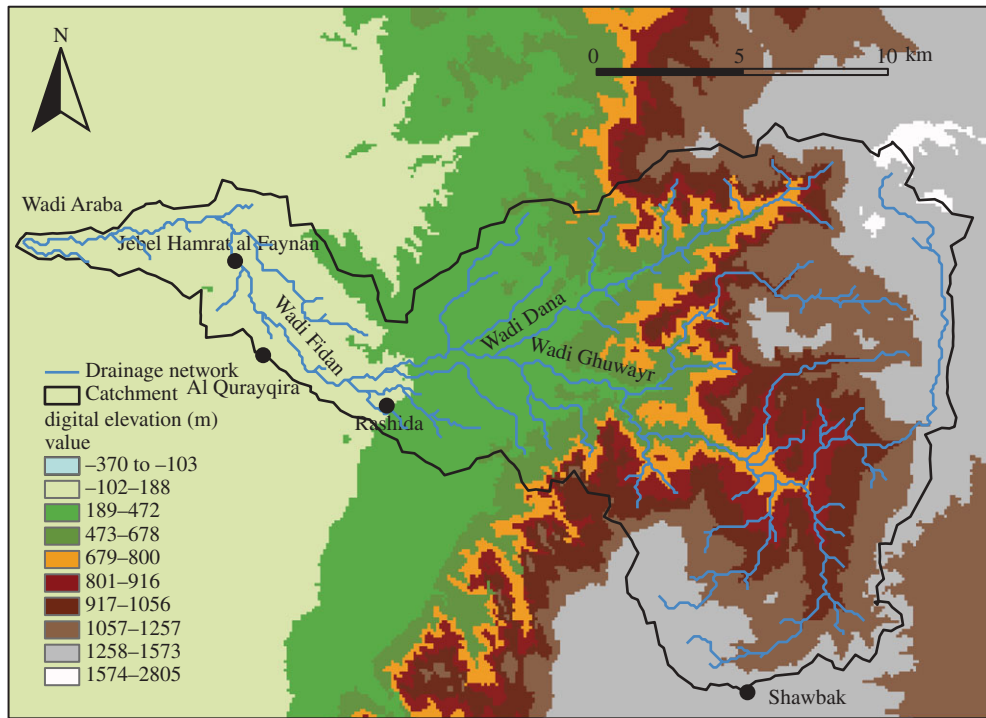 N
0 5 10 km
Wadi Araba
Jebel Hamrat al Faynan
Wadi Fidan
Wadi Dana
Wadi Ghuwayr
Al Qurayqira
Rashida
Shawbak
Drainage network
Catchment
digital elevation (m)
value
–370 to –103
–102–188
189–472
473–678
679–800
801–916
917–1056
1057–1257
1258–1573
1574–2805